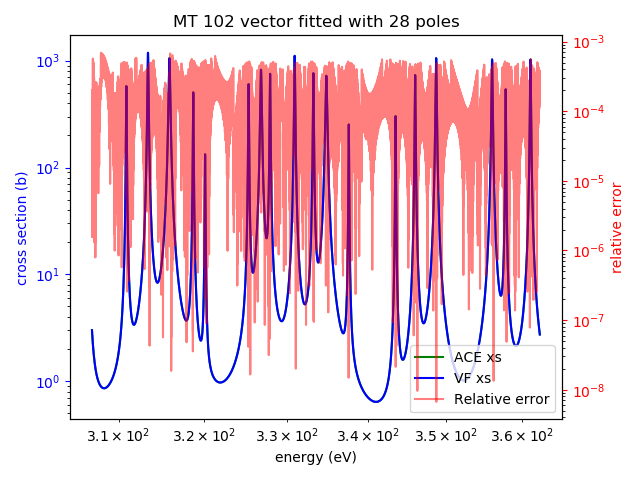 MT 102 vector fitted with 28 poles
cross section (b)
10³
10²
10¹
10⁰
10⁻³
10⁻⁴
10⁻⁵
10⁻⁶
10⁻⁷
10⁻⁸
relative error
ACE xs
VF xs
Relative error
3.1 × 10² 3.2 × 10² 3.3 × 10² 3.4 × 10² 3.5 × 10² 3.6 × 10²
energy (eV)